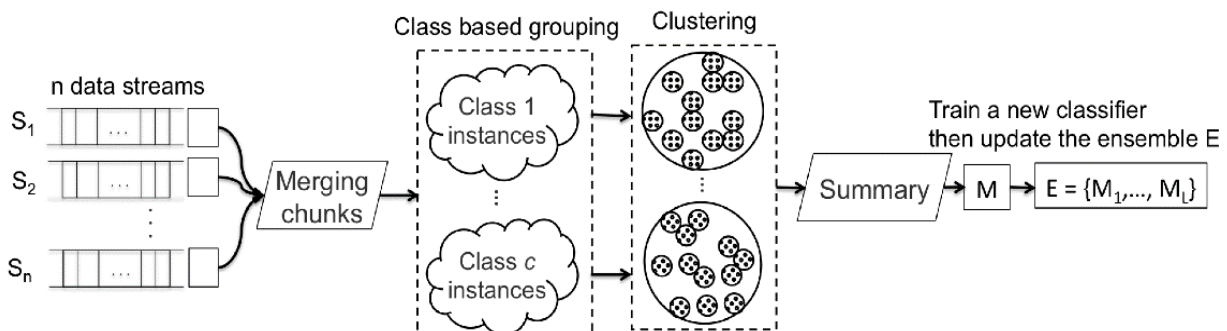 Class based grouping
Clustering
n data streams
S1
...
S2
...
⋮
Sn
...
Merging
chunks
Class 1
instances
...
Class c
instances
...
Summary
Train a new classifier
then update the ensemble E
M
E = {M1,..., ML}